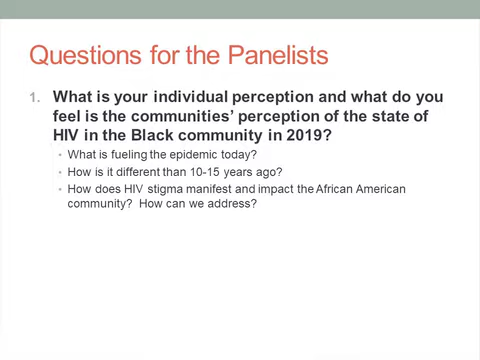 Questions for the Panelists
1. What is your individual perception and what do you
feel is the communities' perception of the state of
HIV in the Black community in 2019?
• What is fueling the epidemic today?
• How is it different than 10-15 years ago?
• How does HIV stigma manifest and impact the African American
community?  How can we address?